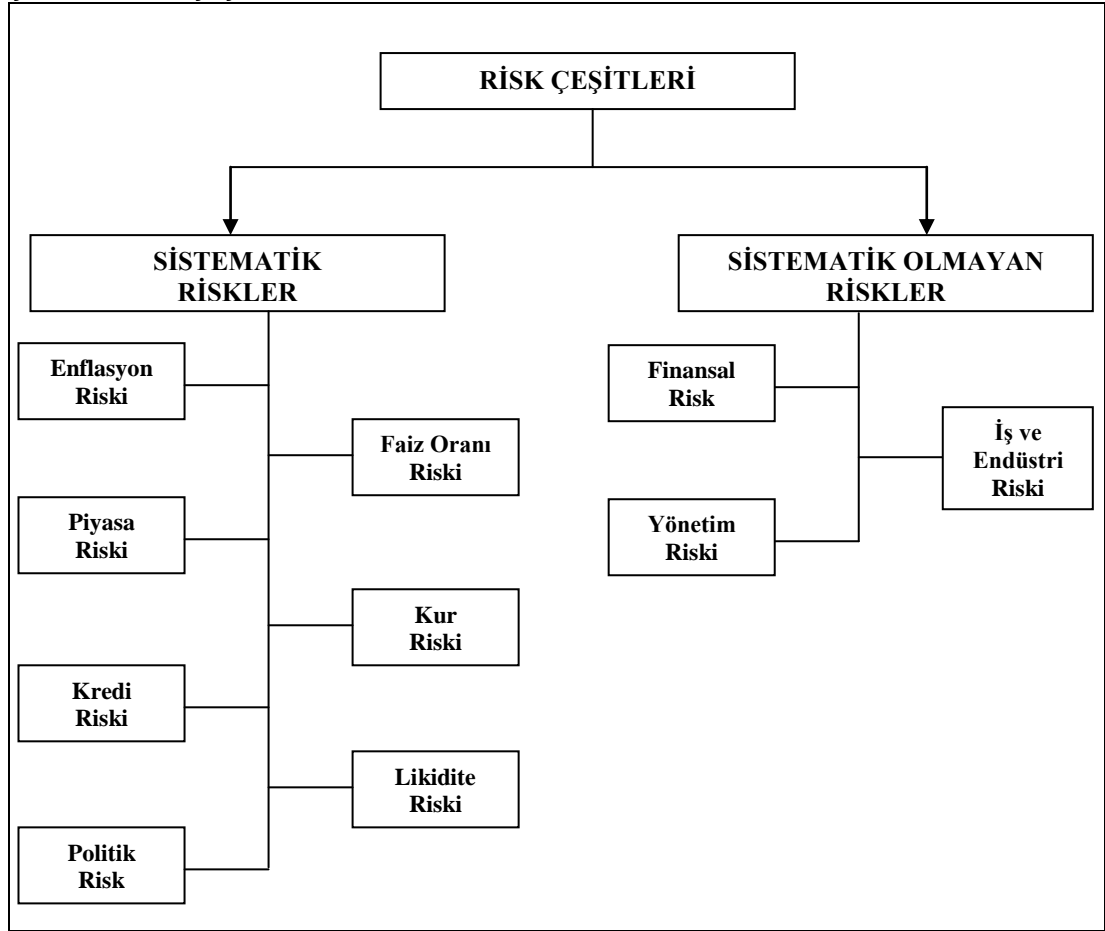 RİSK ÇEŞİTLERİ
SİSTEMATİK
RİSKLER
SİSTEMATİK OLMAYAN
RİSKLER
Enflasyon
Riski
Finansal
Risk
Faiz Oranı
Riski
İş ve
Endüstri
Riski
Piyasa
Riski
Yönetim
Riski
Kur
Riski
Kredi
Riski
Likidite
Riski
Politik
Risk